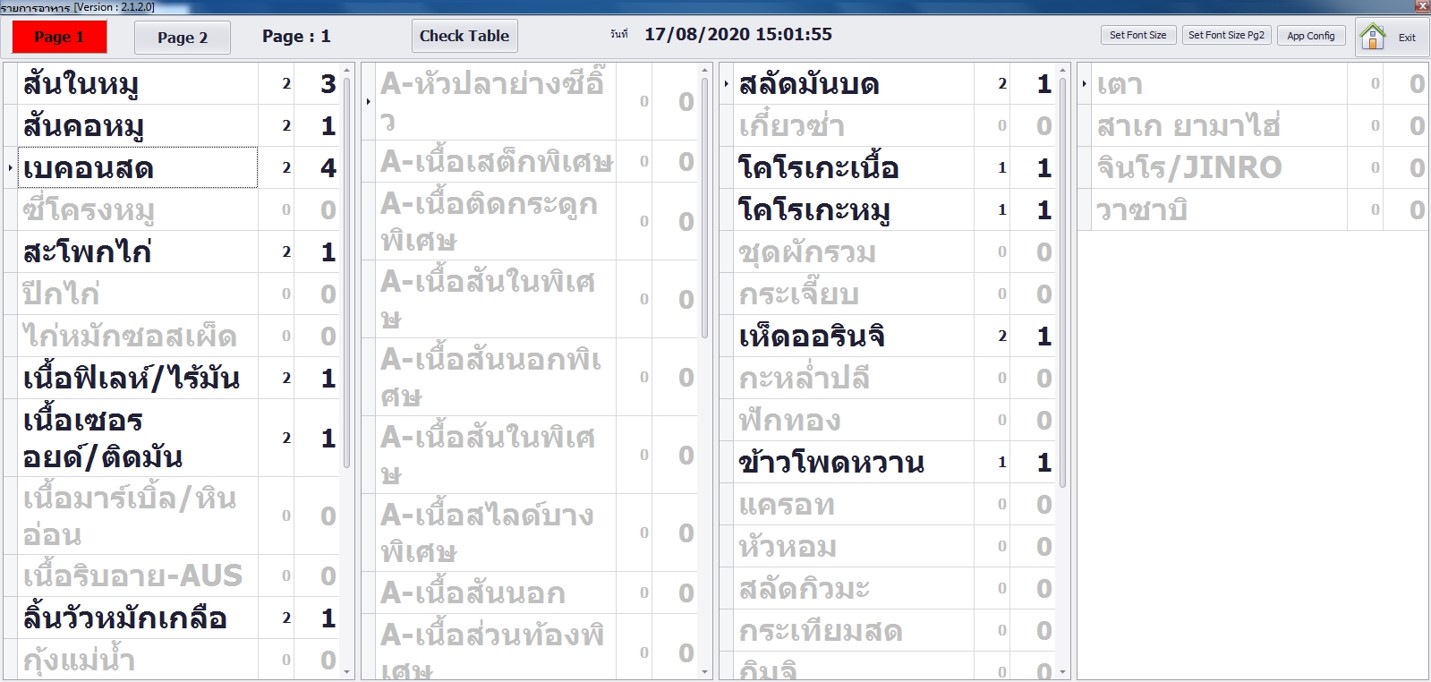 รายการอาหาร [Version : 2.1.2.0]
Page 1 Page 2 Page : 1 Check Table วันที่ 17/08/2020 15:01:55 Set Font Size Set Font Size Pg2 App Config Exit
สันในหมู 2 3
สันคอหมู 2 1
เบคอนสด 2 4
ซี่โครงหมู 0 0
สะโพกไก่ 2 1
ปีกไก่ 0 0
ไก่หมักซอสเผ็ด 0 0
เนื้อฟิเลห์/ไร้มัน 2 1
เนื้อเซอร
อยด์/ติดมัน 2 1
เนื้อมาร์เบิ้ล/หิน
อ่อน 0 0
เนื้อริบอาย-AUS 0 0
ลิ้นวัวหมักเกลือ 2 1
กุ้งแม่น้ำ 0 0
A-หัวปลาย่างซีอิ๊
ว 0 0
A-เนื้อเสต็กพิเศษ 0 0
A-เนื้อติดกระดูก
พิเศษ 0 0
A-เนื้อสันในพิเศ
ษ 0 0
A-เนื้อสันนอกพิเ
ศษ 0 0
A-เนื้อสันในพิเศ
ษ 0 0
A-เนื้อสไลด์บาง
พิเศษ 0 0
A-เนื้อสันนอก 0 0
A-เนื้อส่วนท้องพิ
เศษ 0 0
สลัดมันบด 2 1
เกี๋ยวซ่า 0 0
โคโรเกะเนื้อ 1 1
โคโรเกะหมู 1 1
ชุดผักรวม 0 0
กระเจี๊ยบ 0 0
เห็ดออรินจิ 2 1
กะหล่ำปลี 0 0
ฟักทอง 0 0
ข้าวโพดหวาน 1 1
แครอท 0 0
หัวหอม 0 0
สลัดกิวมะ 0 0
กระเทียมสด 0 0
กิมจิ 0 0
เตา 0 0
สาเก ยามาไฮ่ 0 0
จินโร/JINRO 0 0
วาซาบิ 0 0